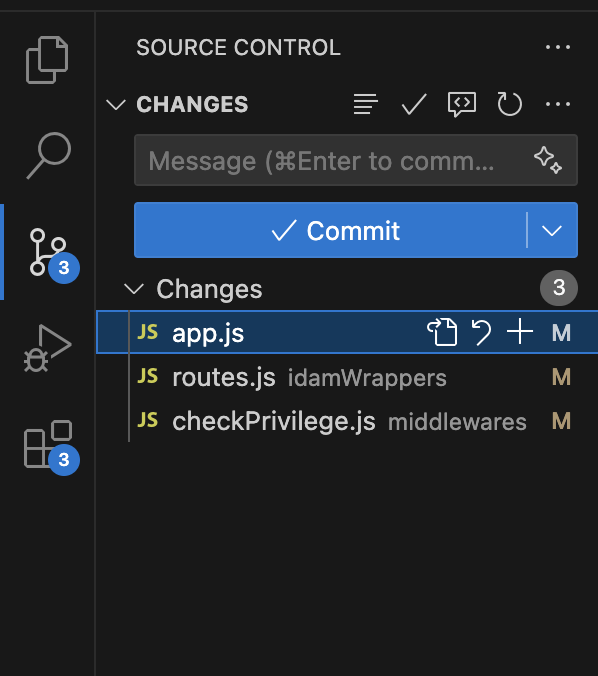 SOURCE CONTROL
CHANGES
Message (⌘Enter to comm...
Commit
3
Changes 3
JS app.js M
JS routes.js idamWrappers M
JS checkPrivilege.js middlewares M
3